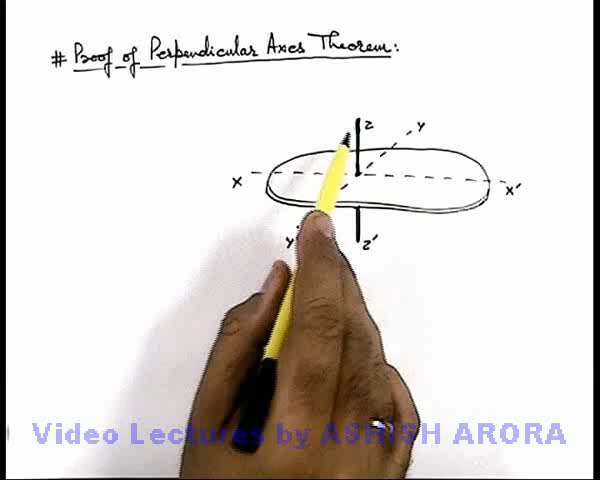 # Proof of Perpendicular Axes Theorem:
Z
Y
X
X'
Y'
Z'
Video Lectures by ASHISH ARORA